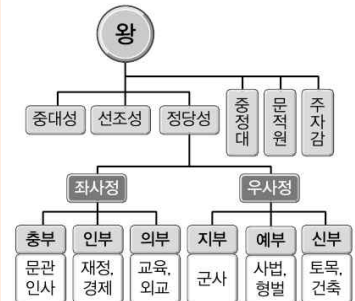 왕
중대성 선조성 정당성 중정대 문적원 주자감
좌사정 우사정
충부 인부 의부 지부 예부 신부
문관 인사
재정, 경제
교육, 외교
군사
사법, 형벌
토목, 건축